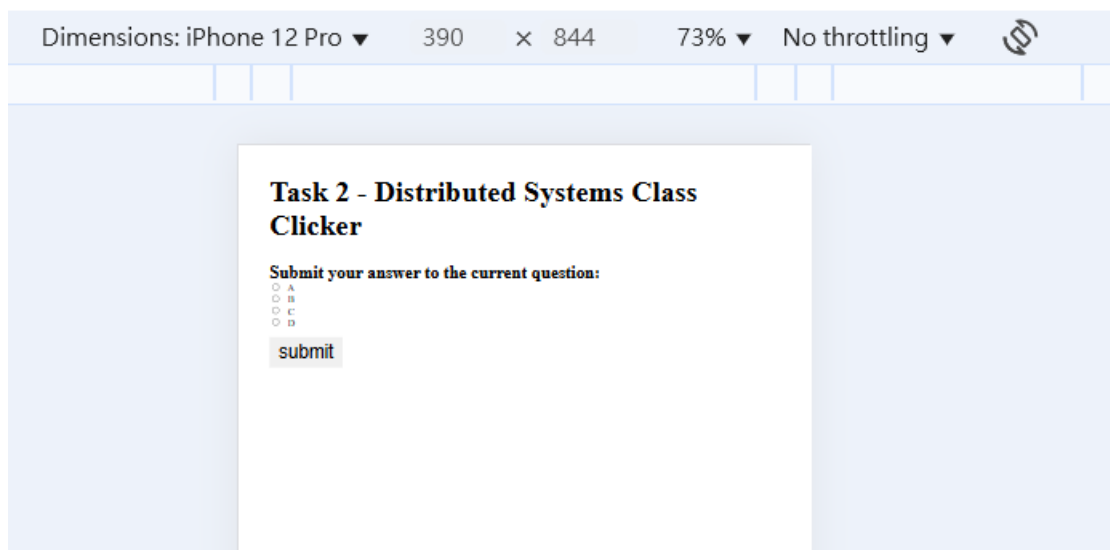 Dimensions: iPhone 12 Pro ▼ 390 × 844 73% ▼ No throttling ▼
Task 2 - Distributed Systems Class
Clicker
Submit your answer to the current question:
A
B
C
D
submit